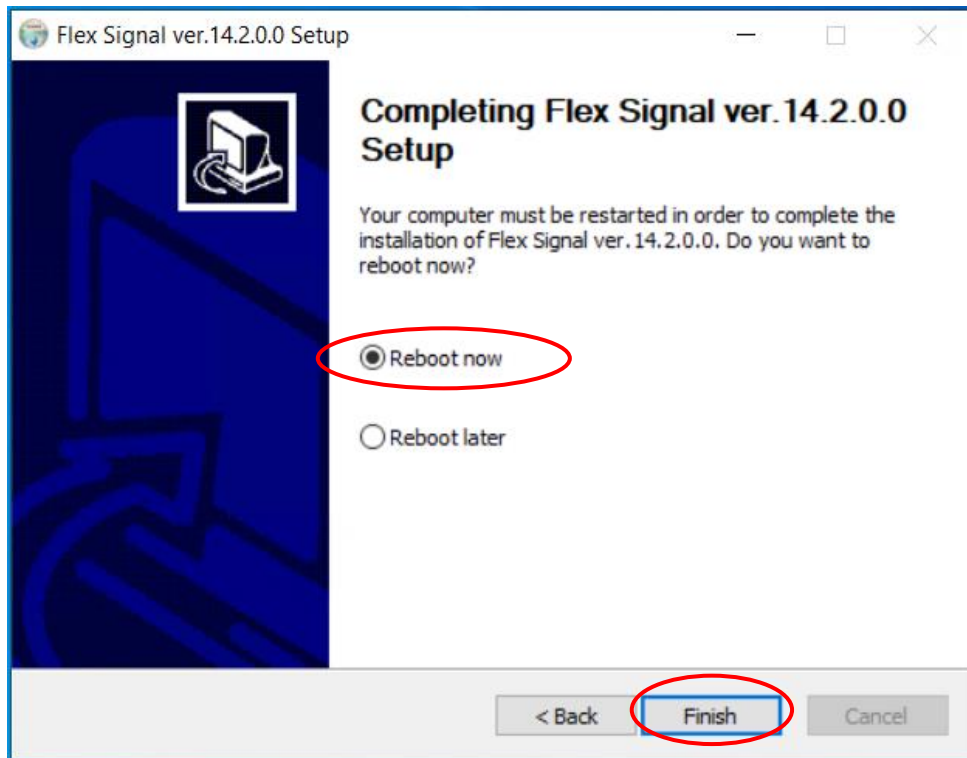 Flex Signal ver.14.2.0.0 Setup
Completing Flex Signal ver.14.2.0.0
Setup
Your computer must be restarted in order to complete the
installation of Flex Signal ver.14.2.0.0. Do you want to
reboot now?
Reboot now
Reboot later
< Back Finish Cancel